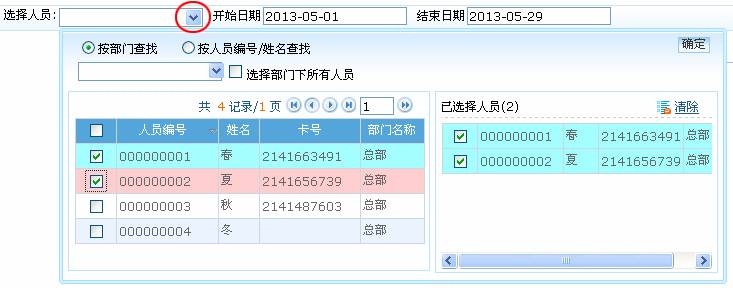 选择人员: 开始日期 2013-05-01 结束日期 2013-05-29
按部门查找 按人员编号/姓名查找 确定
选择部门下所有人员
共 4 记录/1 页 1
人员编号 姓名 卡号 部门名称
000000001 春 2141663491 总部
000000002 夏 2141656739 总部
000000003 秋 2141487603 总部
000000004 冬 总部
已选择人员(2) 清除
000000001 春 2141663491 总部
000000002 夏 2141656739 总部